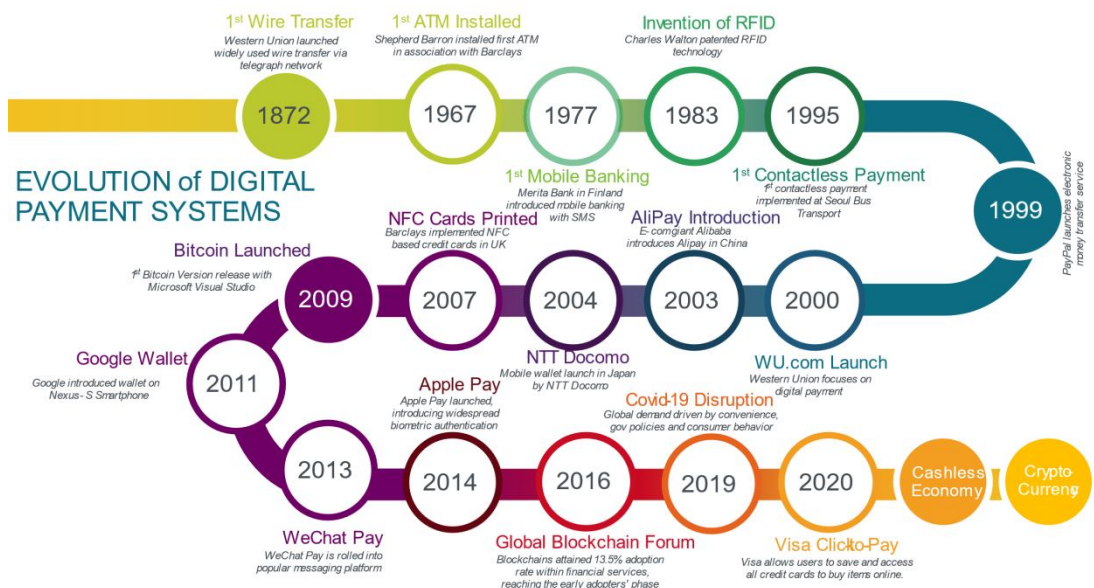 1st Wire Transfer
Western Union launched
widely used wire transfer via
telegraph network
1872
1st ATM Installed
Shepherd Barron installed first ATM
in association with Barclays
1967
1977
1st Mobile Banking
Merita Bank in Finland
introduced mobile banking
with SMS
Invention of RFID
Charles Walton patented RFID
technology
1983
1995
1st Contactless Payment
1st contactless payment
implemented at Seoul Bus
Transport
EVOLUTION of DIGITAL
PAYMENT SYSTEMS
1999
PayPal launches electronic
money transfer service
2000
WU.com Launch
Western Union focuses on
digital payment
AliPay Introduction
E- comgiant Alibaba
introduces Alipay in China
2003
2004
NTT Docomo
Mobile wallet launch in Japan
by NTT Docomo
NFC Cards Printed
Barclays implemented NFC
based credit cards in UK
2007
Bitcoin Launched
1st Bitcoin Version release with
Microsoft Visual Studio
2009
Google Wallet
Google introduced wallet on
Nexus- S Smartphone
2011
2013
WeChat Pay
WeChat Pay is rolled into
popular messaging platform
Apple Pay
Apple Pay launched,
introducing widespread
biometric authentication
2014
2016
Global Blockchain Forum
Blockchains attained 13.5% adoption
rate within financial services,
reaching the early adopters' phase
Covid-19 Disruption
Global demand driven by convenience,
gov policies and consumer behavior
2019
2020
Visa Click-to-Pay
Visa allows users to save and access
all credit cards to buy items online.
Cashless
Economy
Crypto
Currency